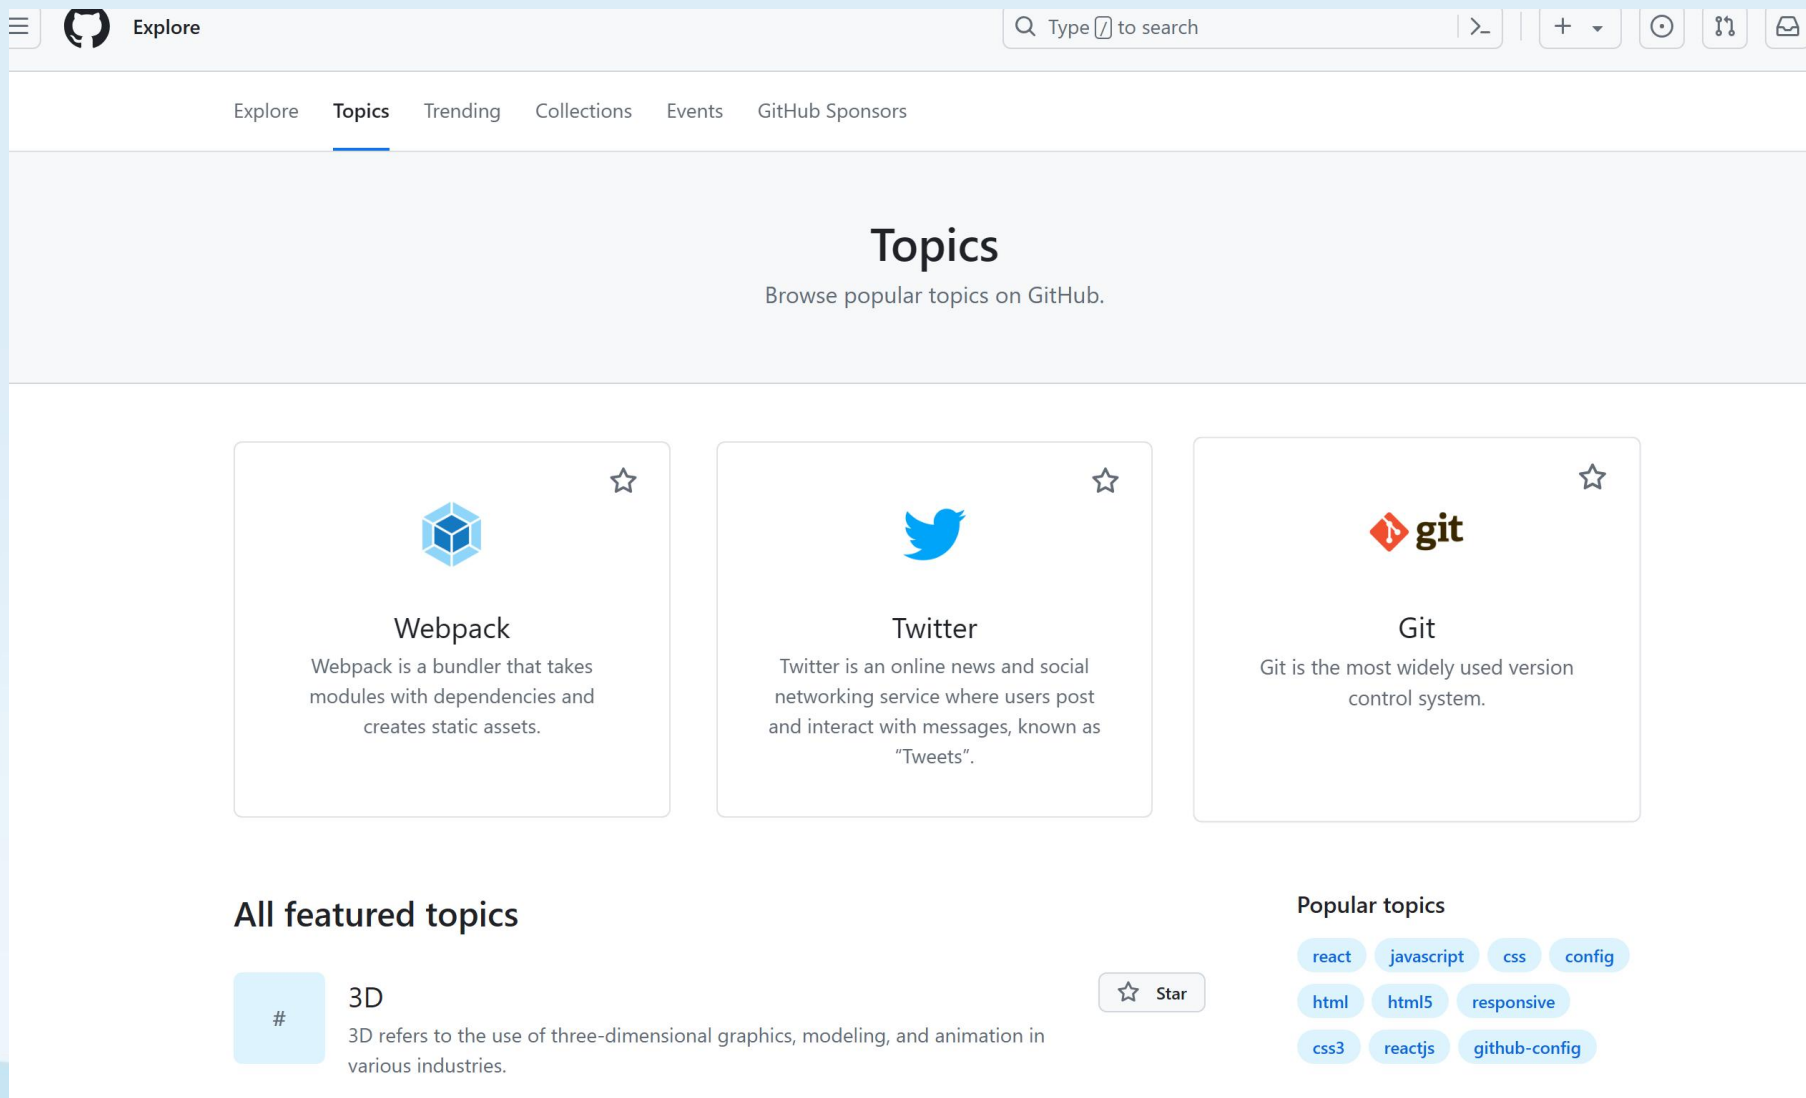 Explore
Type / to search
Explore Topics Trending Collections Events GitHub Sponsors
Topics
Browse popular topics on GitHub.
git
Webpack
Webpack is a bundler that takes
modules with dependencies and
creates static assets.
Twitter
Twitter is an online news and social
networking service where users post
and interact with messages, known as
“Tweets”.
Git
Git is the most widely used version
control system.
All featured topics
#
3D
3D refers to the use of three-dimensional graphics, modeling, and animation in
various industries.
Star
Popular topics
react javascript css config
html html5 responsive
css3 reactjs github-config